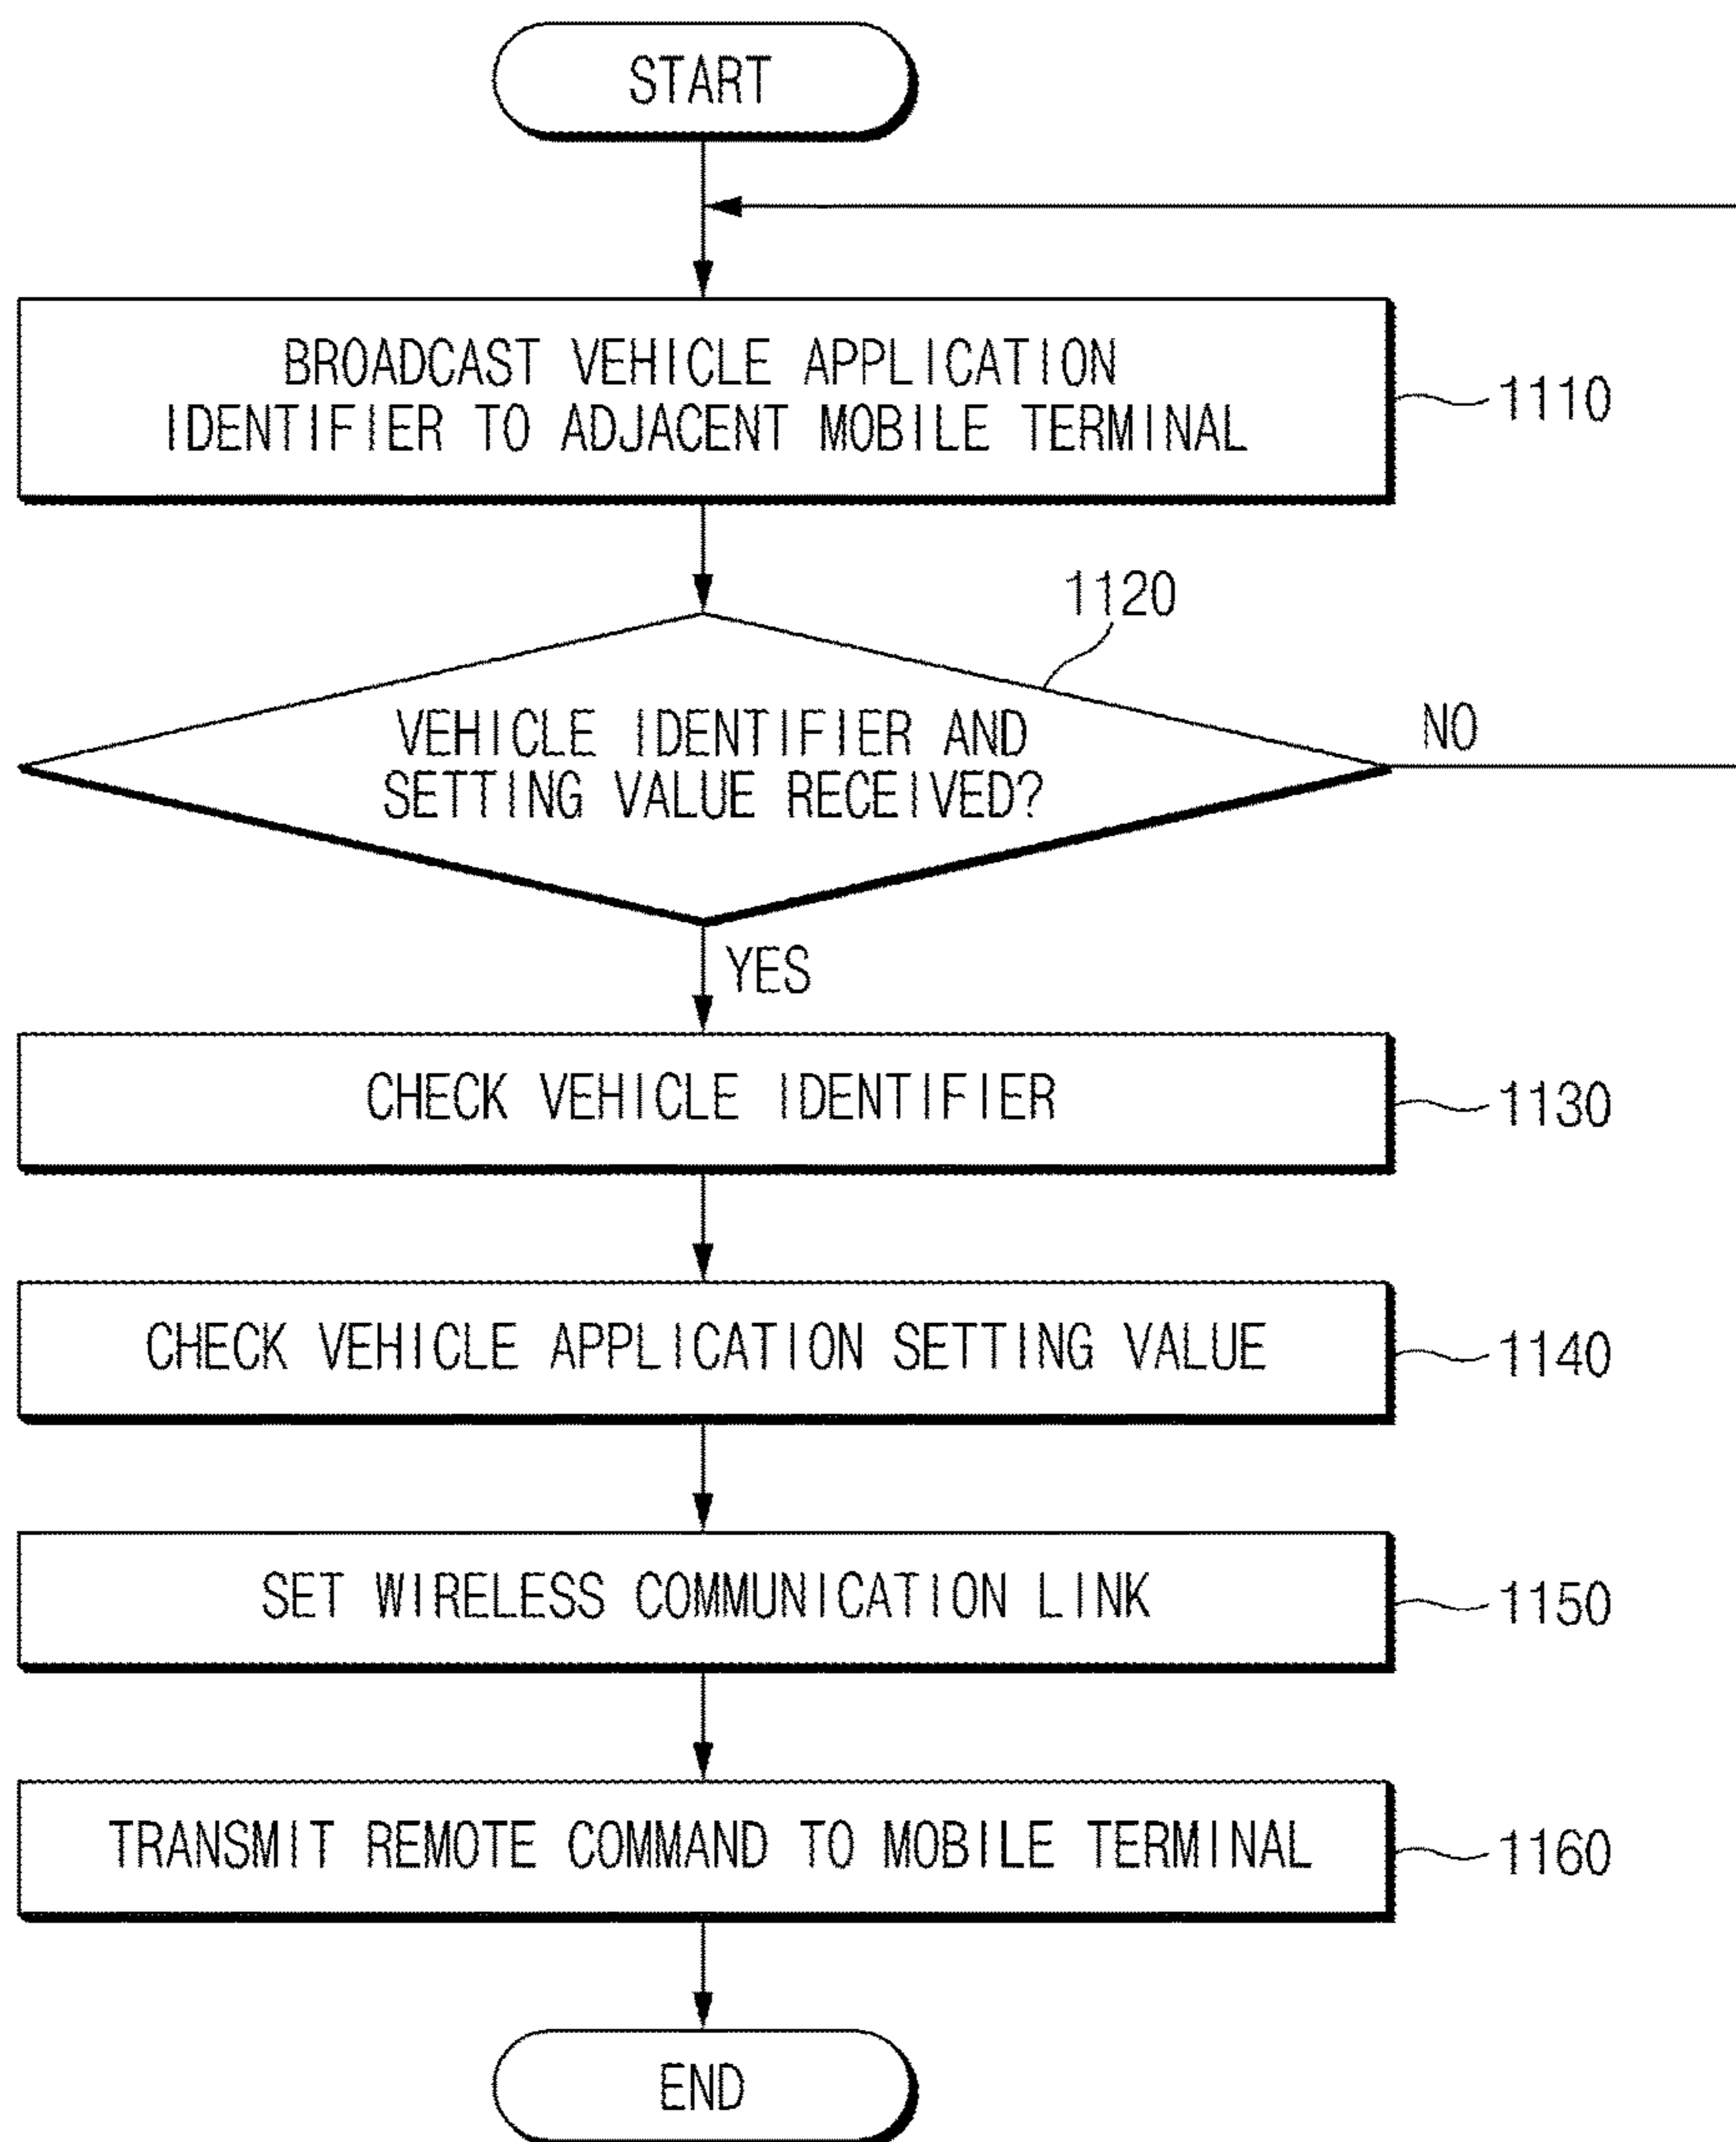 START
BROADCAST VEHICLE APPLICATION
IDENTIFIER TO ADJACENT MOBILE TERMINAL
1110
1120
VEHICLE IDENTIFIER AND
SETTING VALUE RECEIVED?
NO
YES
CHECK VEHICLE IDENTIFIER
1130
CHECK VEHICLE APPLICATION SETTING VALUE
1140
SET WIRELESS COMMUNICATION LINK
1150
TRANSMIT REMOTE COMMAND TO MOBILE TERMINAL
1160
END